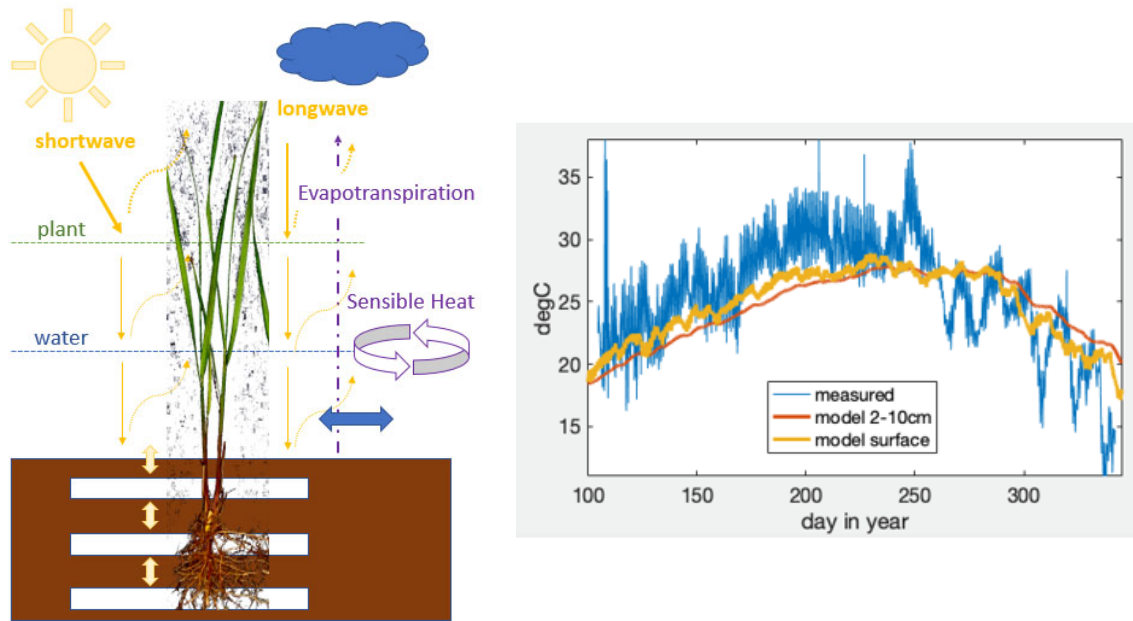 longwave
shortwave
Evapotranspiration
plant
Sensible Heat
water
35
30
25
20
15
degC
measured
model 2-10cm
model surface
100
150
200
250
300
day in year